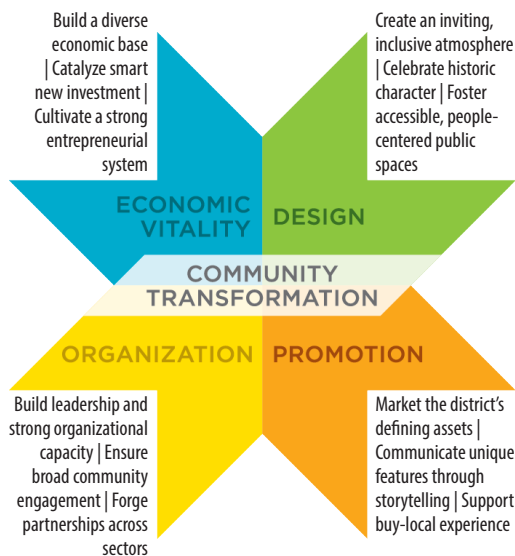 Build a diverse
economic base
| Catalyze smart
new investment |
Cultivate a strong
entrepreneurial
system
Create an inviting,
inclusive atmosphere
| Celebrate historic
character | Foster
accessible, people-
centered public
spaces
ECONOMIC
VITALITY
DESIGN
COMMUNITY
TRANSFORMATION
ORGANIZATION
PROMOTION
Build leadership and
strong organizational
capacity | Ensure
broad community
engagement | Forge
partnerships across
sectors
Market the district’s
defining assets |
Communicate unique
features through
storytelling | Support
buy-local experience